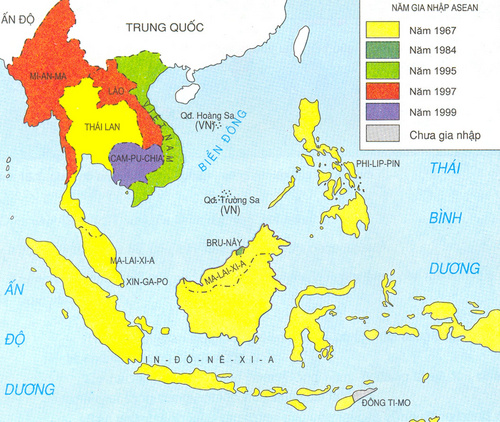 NĂM GIA NHẬP ASEAN
Năm 1967
Năm 1984
Năm 1995
Năm 1997
Năm 1999
Chưa gia nhập
ẤN ĐỘ
TRUNG QUỐC
MI-AN-MA
LÀO
THÁI LAN
VIỆT NAM
CAM-PU-CHIA
Qđ. Hoàng Sa
(VN)
BIỂN ĐÔNG
Qđ. Trường Sa
(VN)
PHI-LIP-PIN
THÁI
BÌNH
DƯƠNG
BRU-NÂY
MA-LAI-XI-A
MA-LAI-XI-A
XIN-GA-PO
ẤN
ĐỘ
DƯƠNG
IN-ĐÔ-NÊ-XI-A
ĐÔNG TI-MO